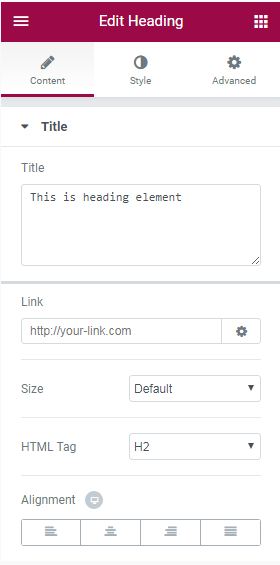 Edit Heading
Content Style Advanced
Title
Title
This is heading element
Link
http://your-link.com
Size Default
HTML Tag H2
Alignment